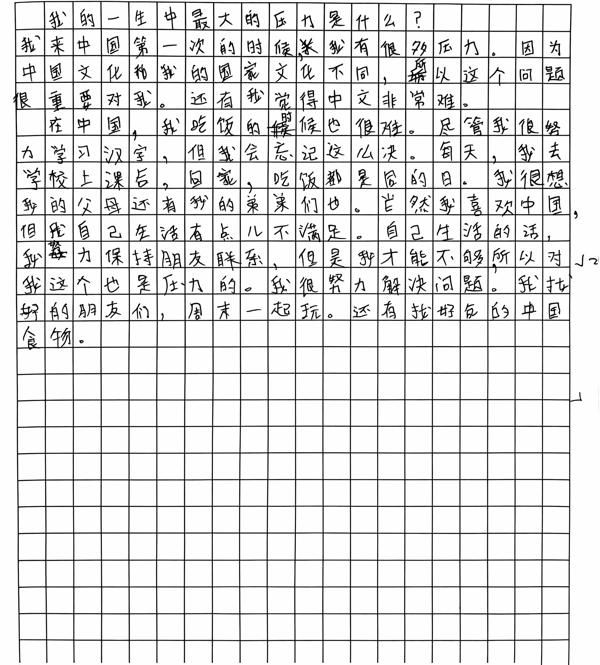 我的一生中最大的压力是什么？
我来中国第一次的时候,我有很多压力。因为
中国文化和我的国家文化不同，所以这个问题
很重要对我。还有我觉得中文非常难。
在中国，我吃饭的时候也很难。尽管我很努
力学习汉字，但我会忘记这么决。每天，我去
学校上课后，回家，吃饭都是同的日。我很想
我的父母还有我的弟弟们也。虽然我喜欢中国，
但我自己生活有点儿不满足。自己生活的话，
我努力保持朋友联系，但是我才能不够,所以对
我这个也是压力的。我很努力解决问题。我找
好的朋友们，周末一起玩。还有找好的中国
食物。